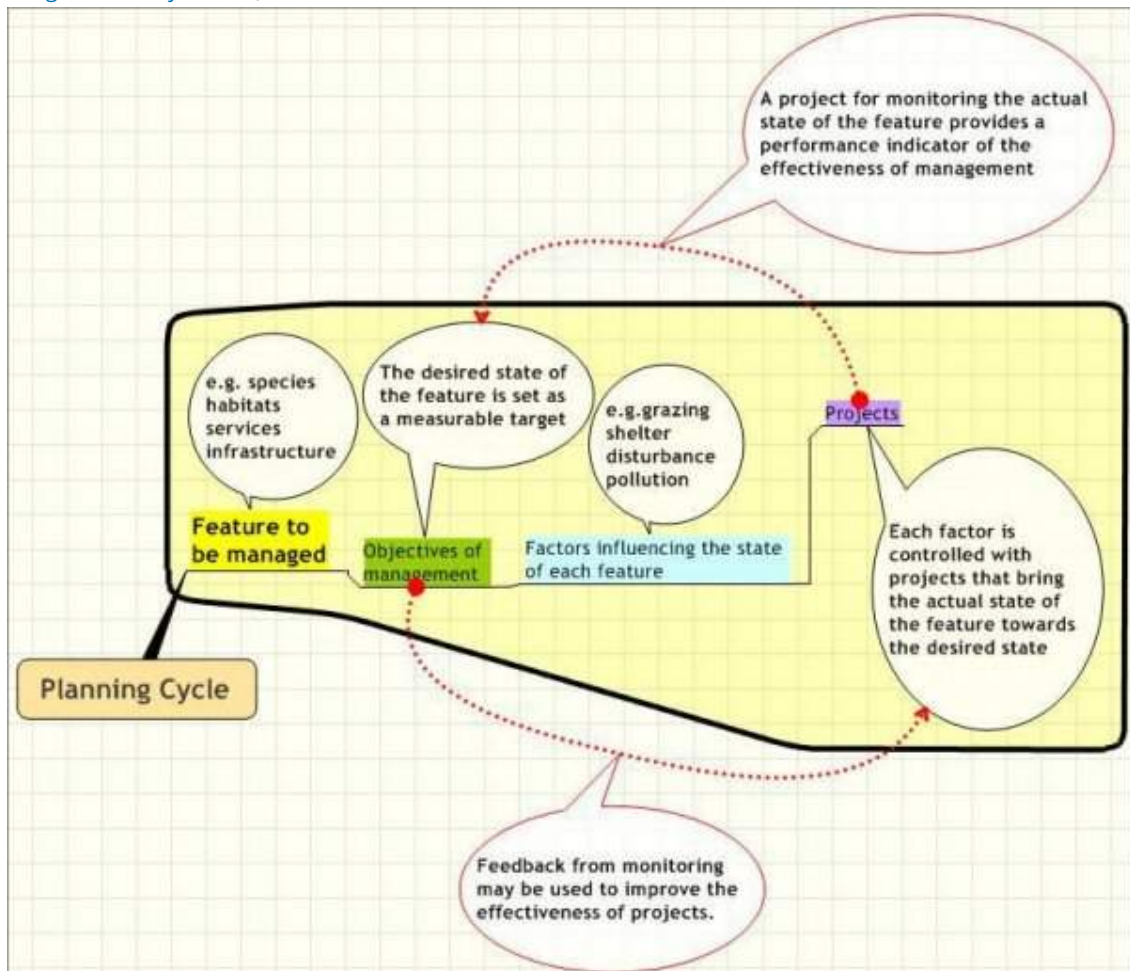 A project for monitoring the actual
state of the feature provides a
performance indicator of the
effectiveness of management
e.g. species
habitats
services
infrastructure
The desired state of
the feature is set as
a measurable target
e.g.grazing
shelter
disturbance
pollution
Projects
Feature to
be managed
Objectives of
management
Factors influencing the state
of each feature
Each factor is
controlled with
projects that bring
the actual state of
the feature towards
the desired state
Planning Cycle
Feedback from monitoring
may be used to improve the
effectiveness of projects.